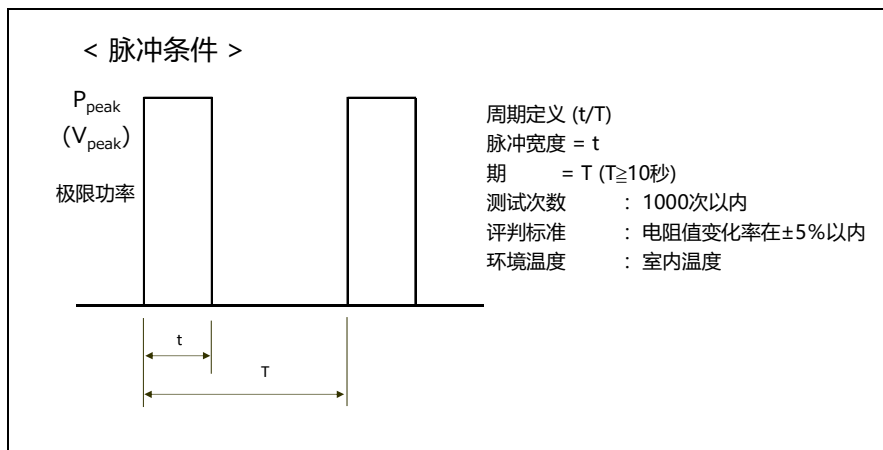 < 脉冲条件 >
Ppeak
(Vpeak)
极限功率
周期定义 (t/T)
脉冲宽度 = t
期 = T (T≧10秒)
测试次数 : 1000次以内
评判标准 : 电阻值变化率在±5%以内
环境温度 : 室内温度
t
T